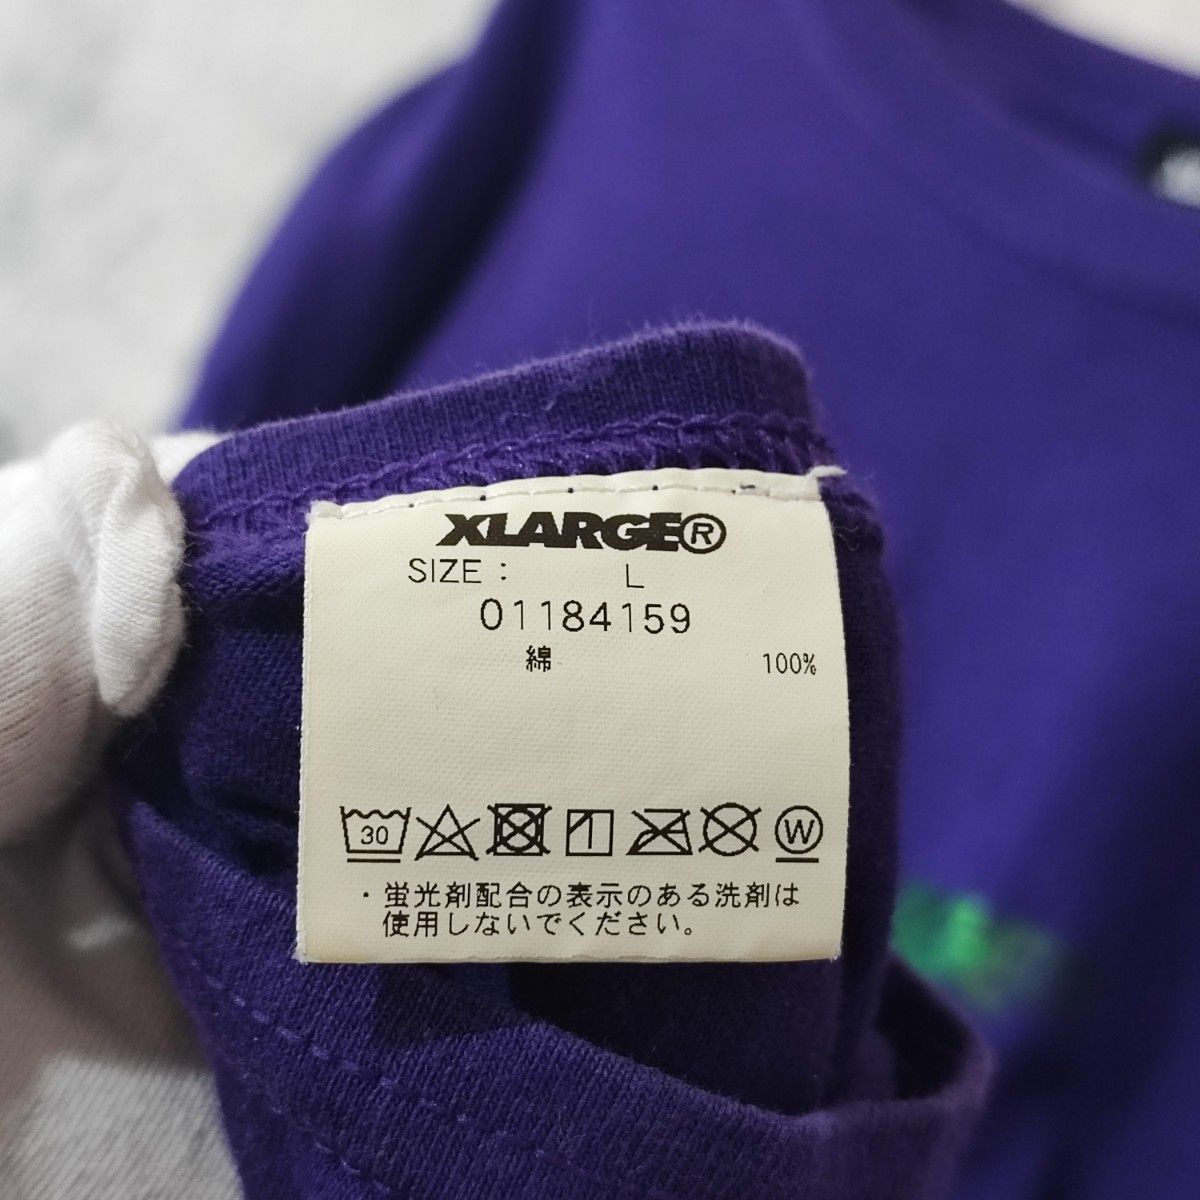 XLARGE®
SIZE : L
01184159
綿 100%
30 W
・蛍光剤配合の表示のある洗剤は
使用しないでください。